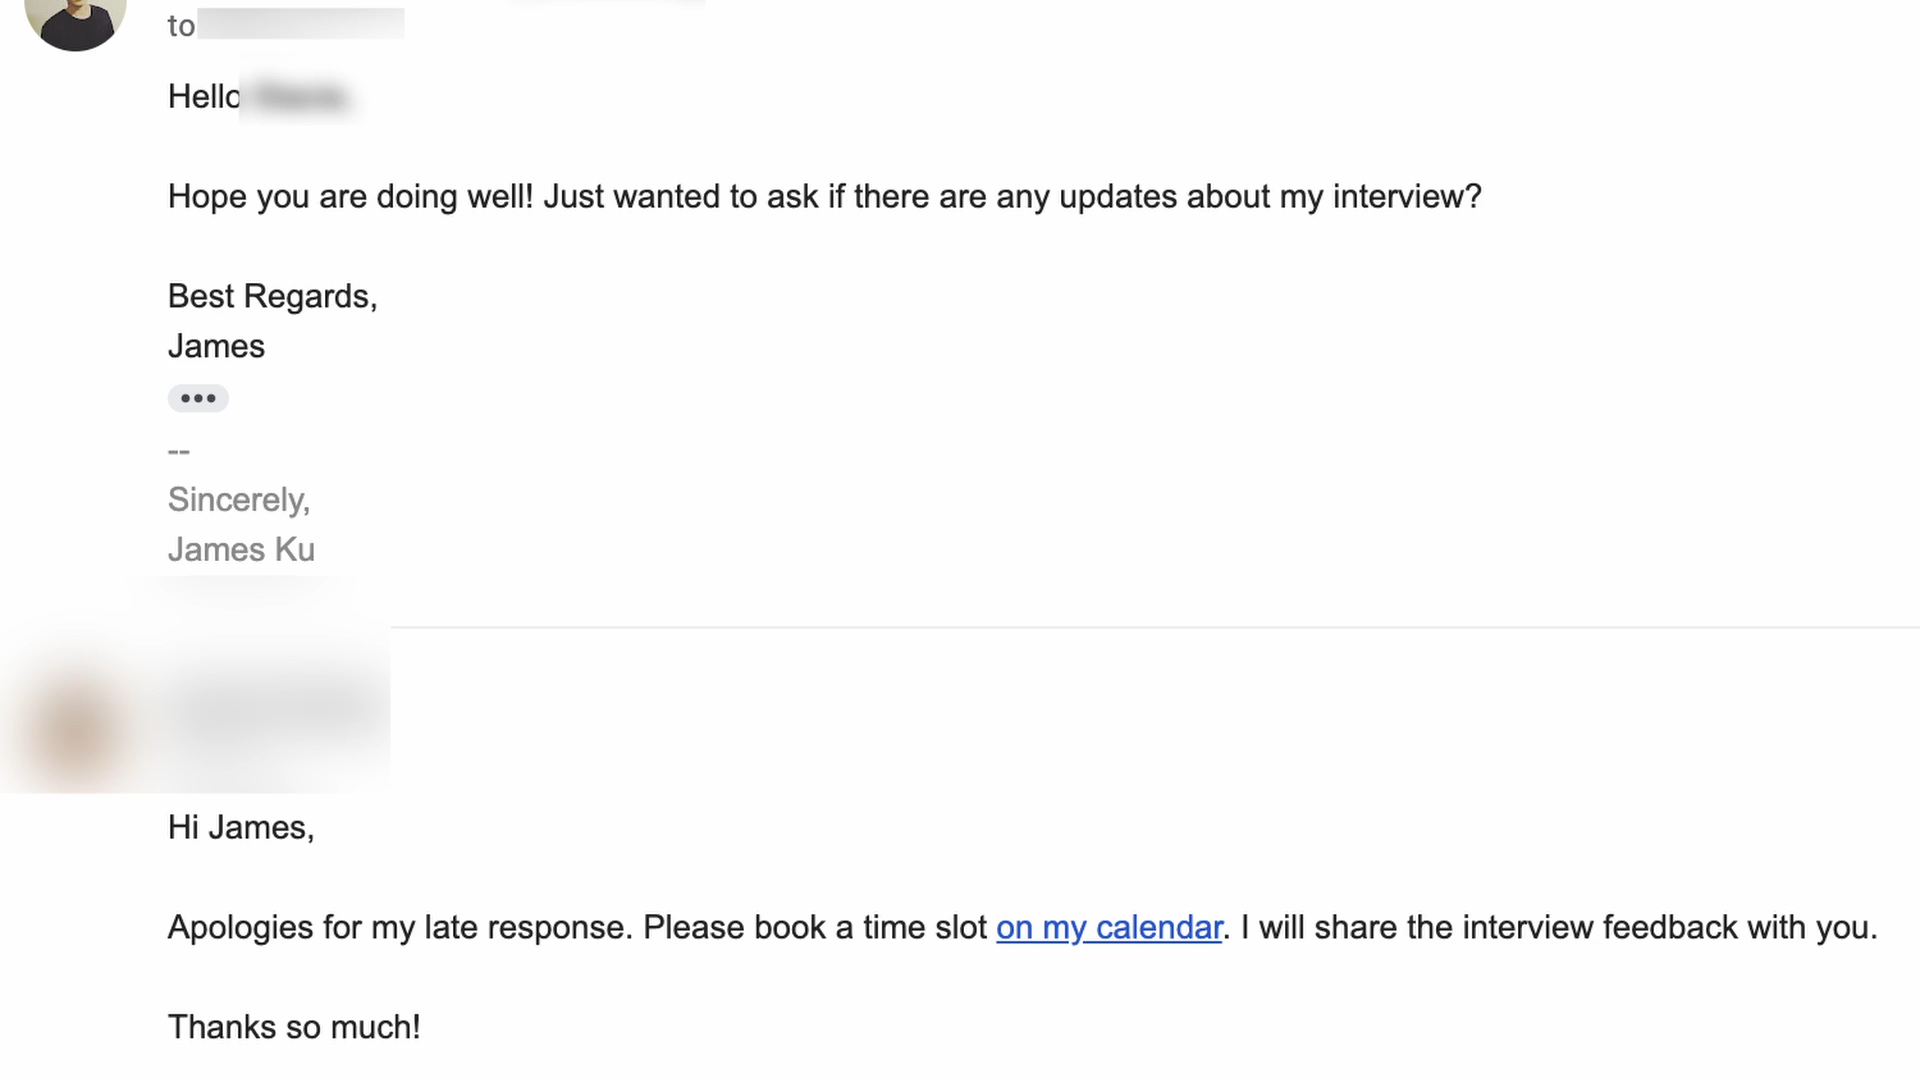 to
Hello
Hope you are doing well! Just wanted to ask if there are any updates about my interview?
Best Regards,
James
--
Sincerely,
James Ku
Hi James,
Apologies for my late response. Please book a time slot on my calendar. I will share the interview feedback with you.
Thanks so much!